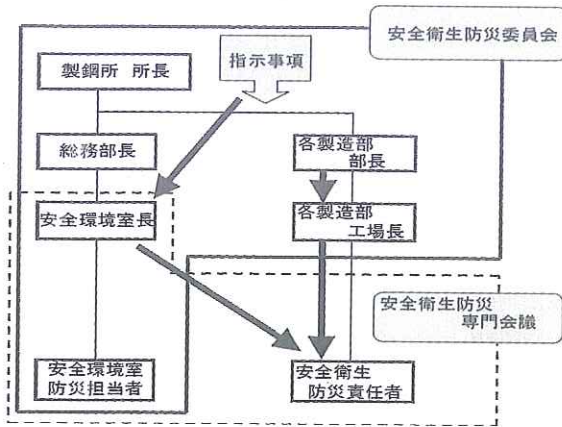 安全衛生防災委員会
指示事項
製鋼所 所長
総務部長
各製造部
部長
安全環境室長
各製造部
工場長
安全衛生防災
専門会議
安全環境室
防災担当者
安全衛生
防災責任者